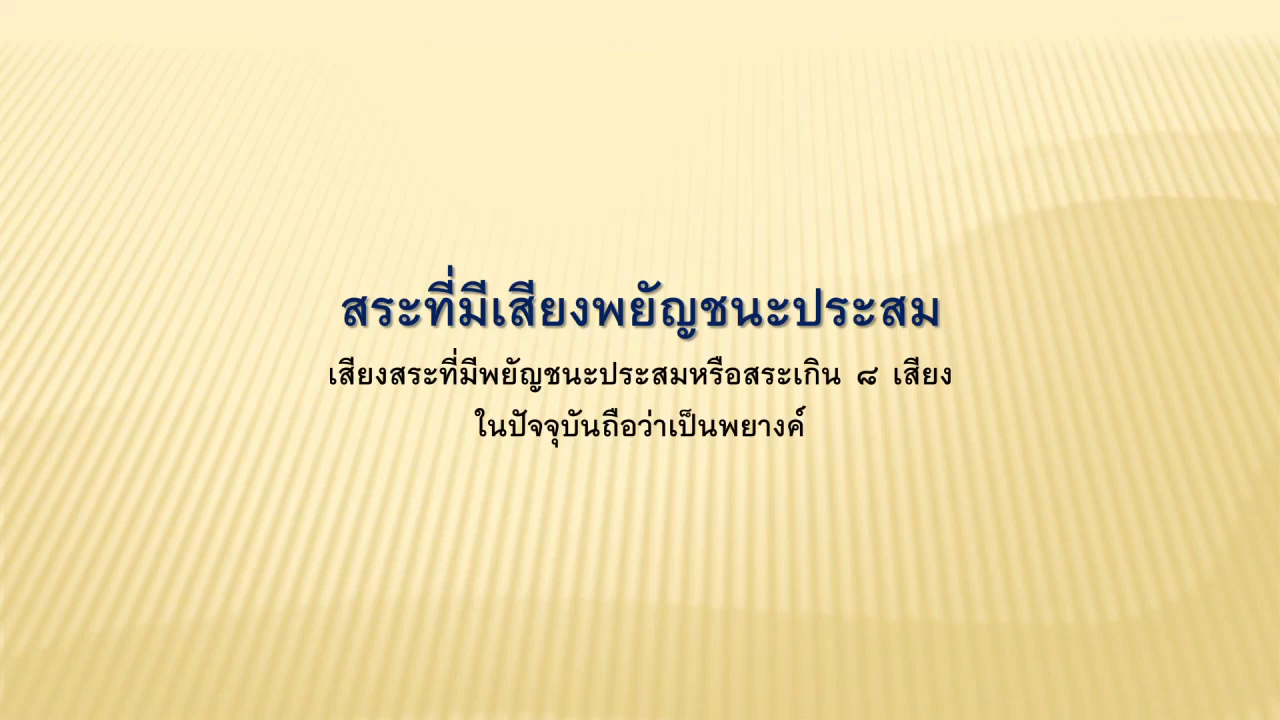 สระที่มีเสียงพยัญชนะประสม
เสียงสระที่มีพยัญชนะประสมหรือสระเกิน ๘ เสียง
ในปัจจุบันถือว่าเป็นพยางค์